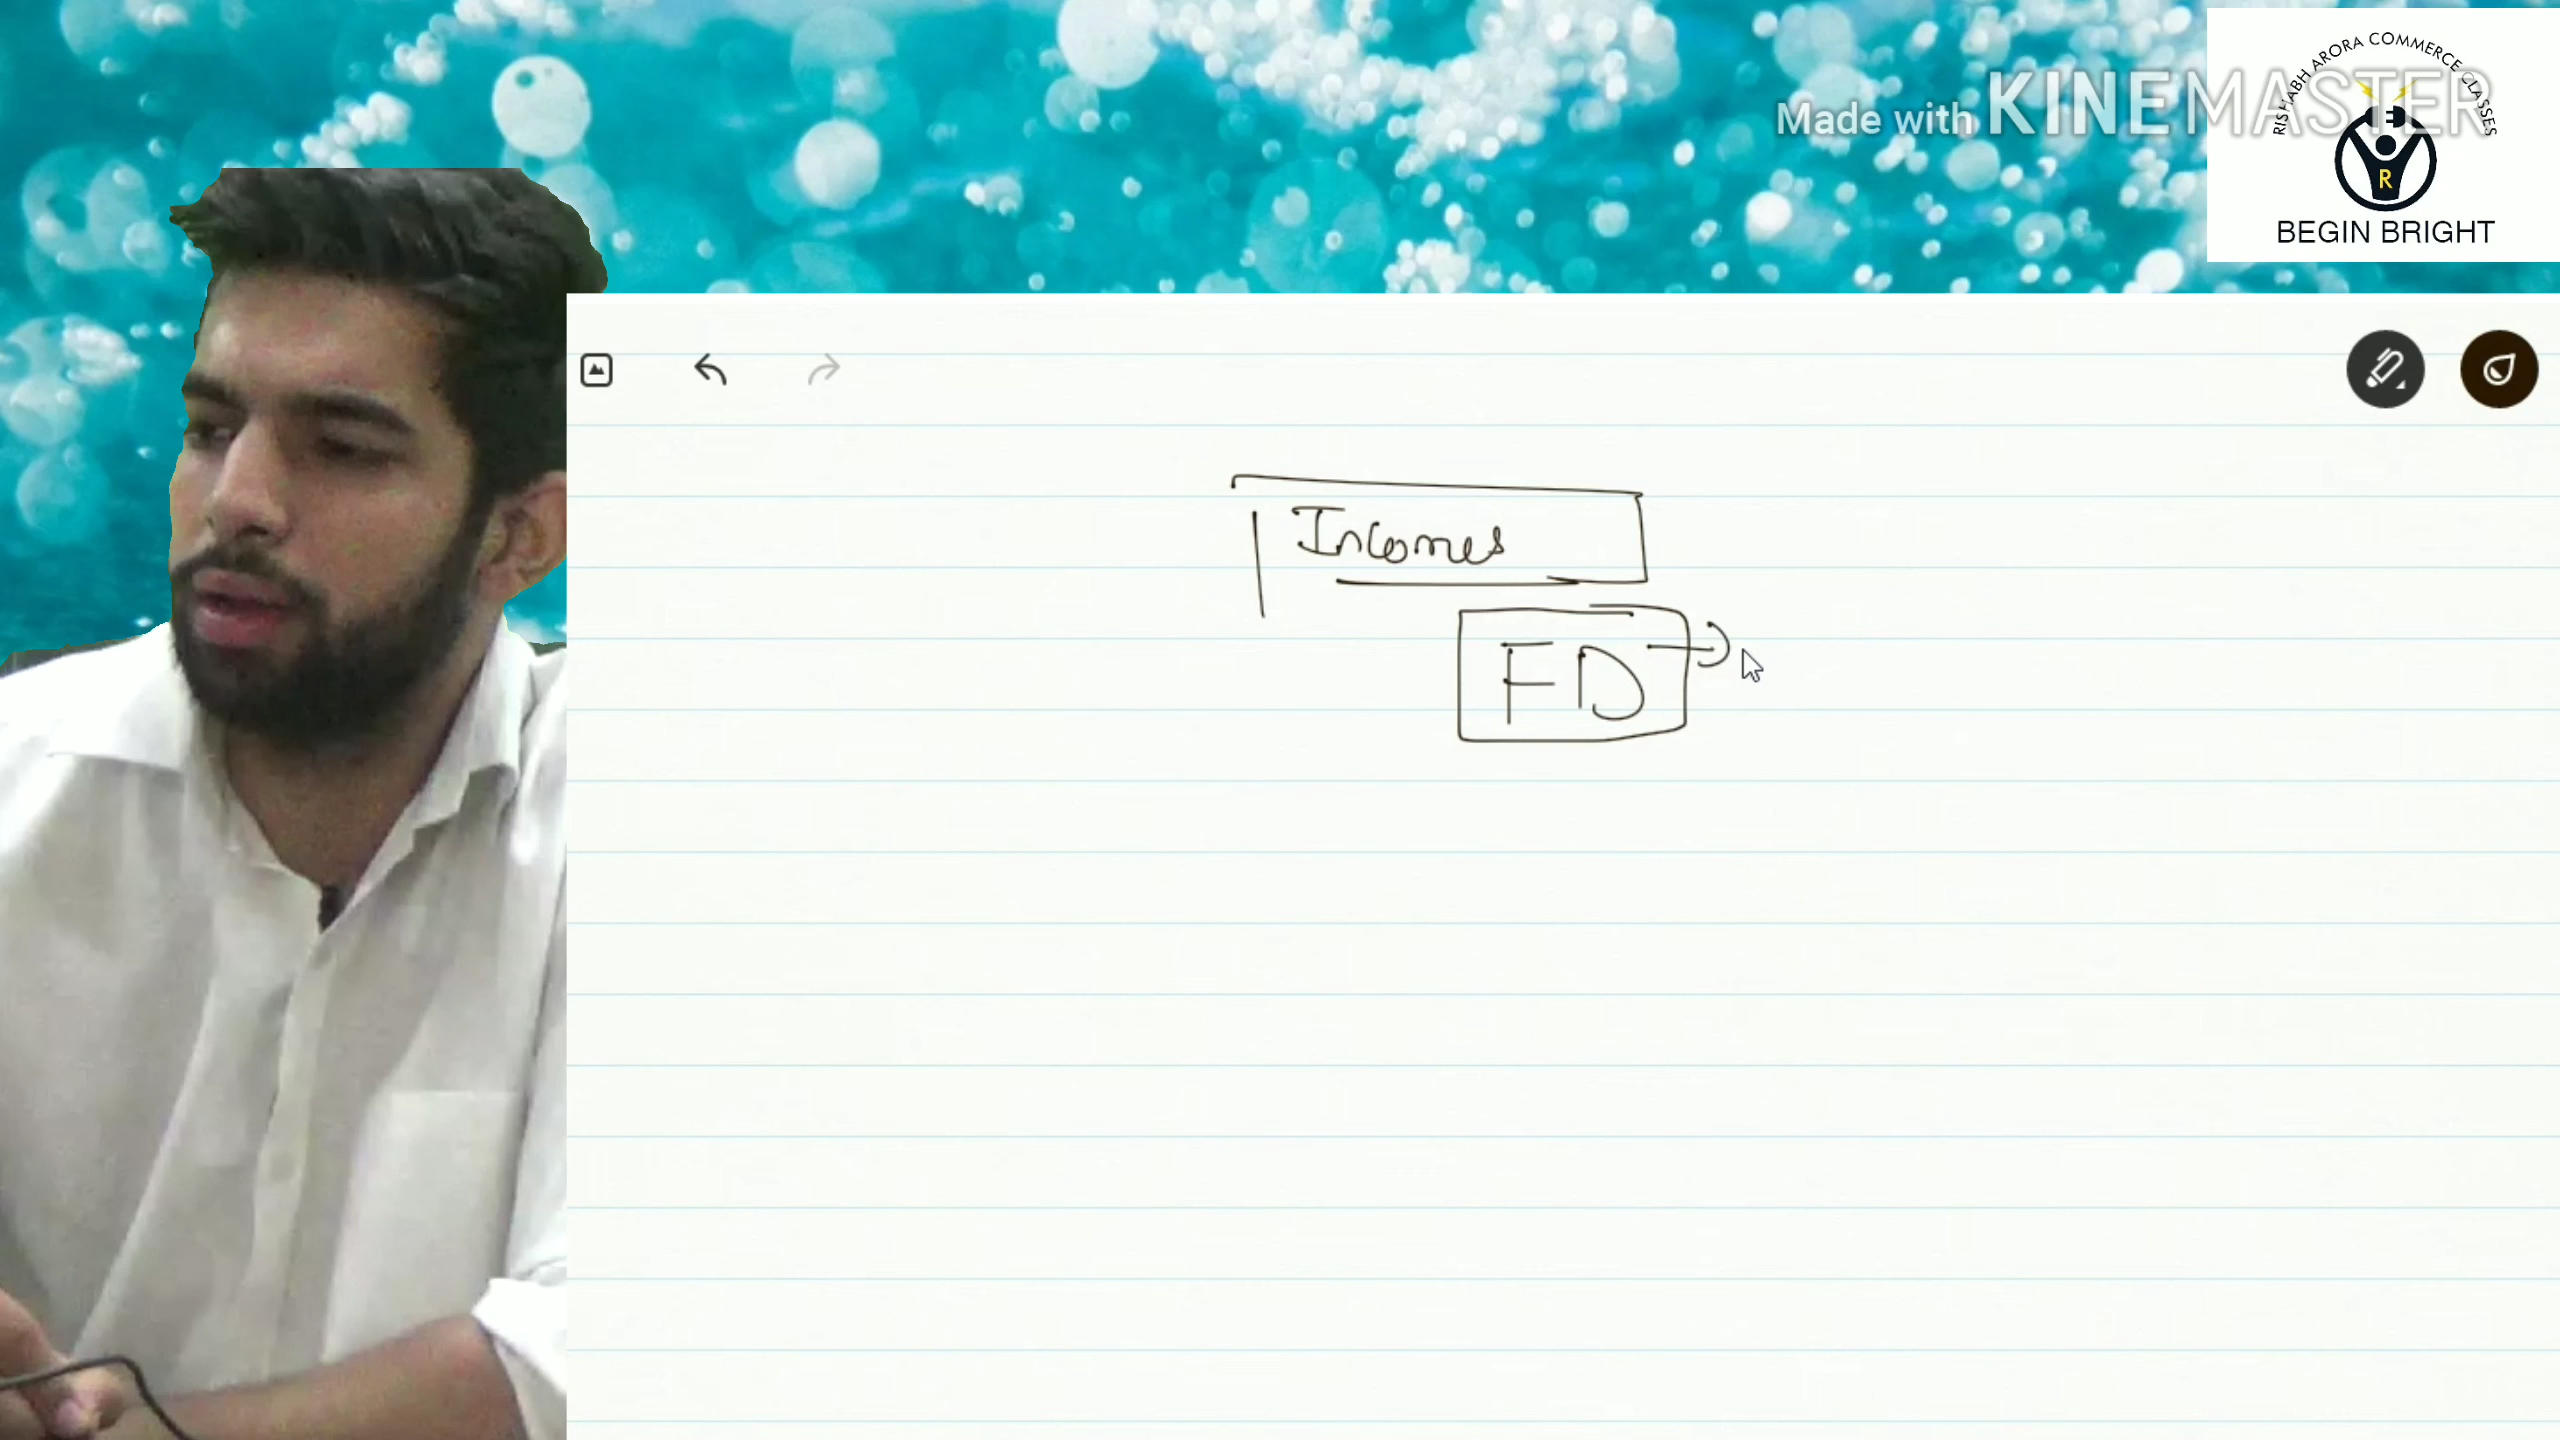 RISHABH ARORA COMMERCE CLASSES
Made with KINEMASTER
R
BEGIN BRIGHT
Incomes
FD